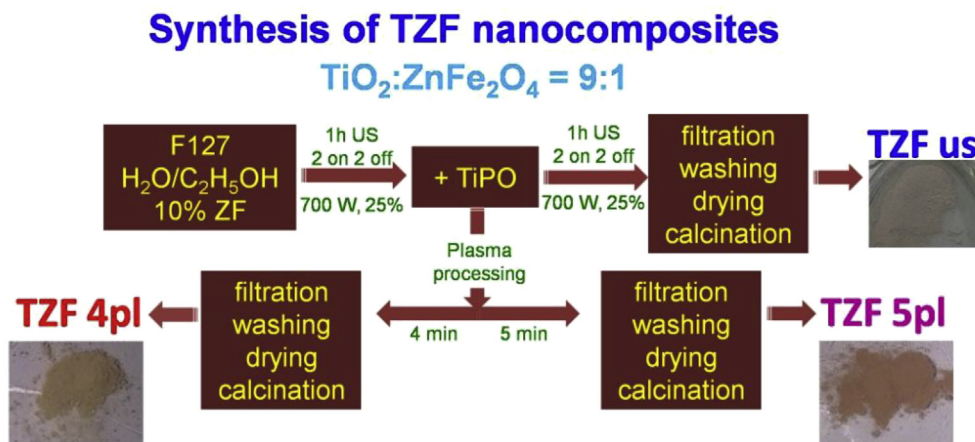 Synthesis of TZF nanocomposites
TiO₂:ZnFe₂O₄ = 9:1
F127
H₂O/C₂H₅OH
10% ZF
1h US
2 on 2 off
700 W, 25%
+ TiPO
1h US
2 on 2 off
700 W, 25%
filtration
washing
drying
calcination
TZF us
Plasma
processing
4 min
5 min
TZF 4pl
filtration
washing
drying
calcination
filtration
washing
drying
calcination
TZF 5pl